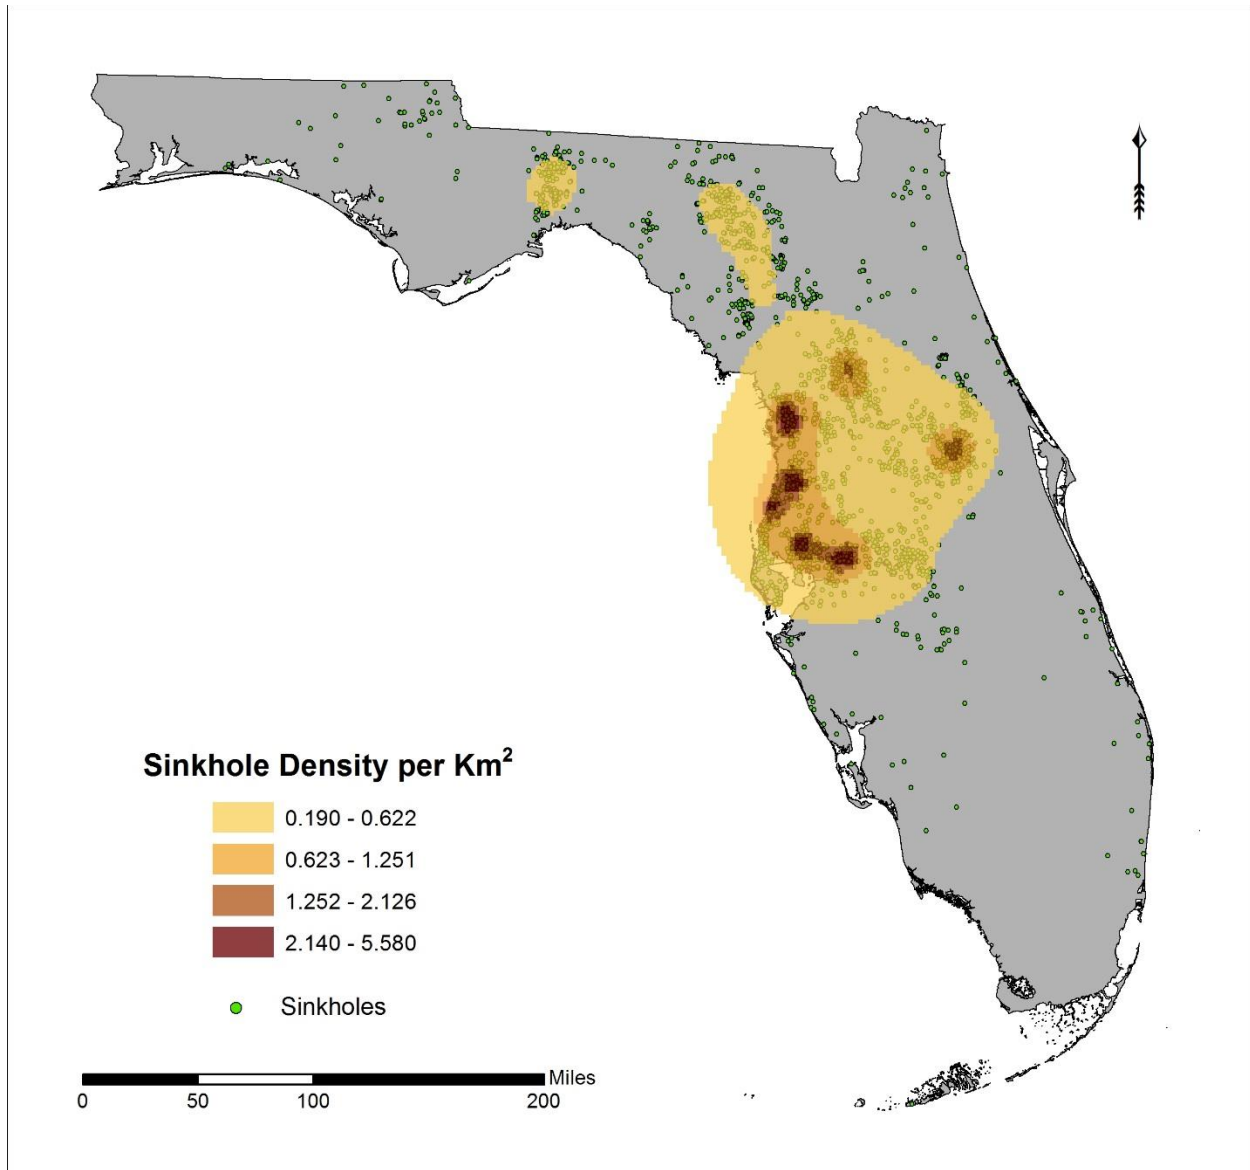 Sinkhole Density per Km²
0.190 - 0.622
0.623 - 1.251
1.252 - 2.126
2.140 - 5.580
Sinkholes
Miles
0 50 100 200